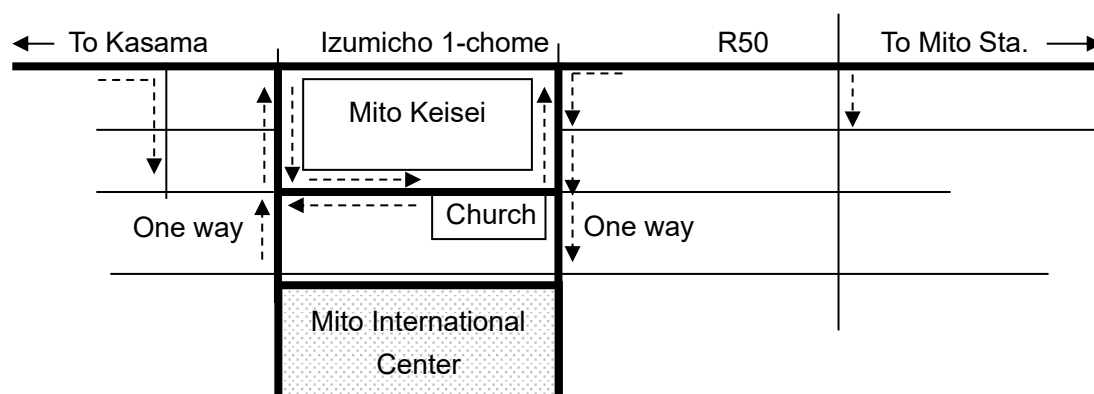 To Kasama
Izumicho 1-chome
R50
To Mito Sta.
Mito Keisei
Church
One way
One way
Mito International
Center